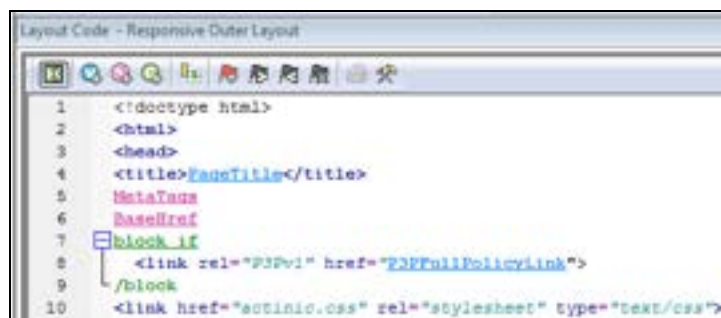 Layout Code - Responsive Outer Layout
1 <!doctype html>
2 <html>
3 <head>
4 <title>PageTitle</title>
5 MetaTags
6 BaseHref
7 block if
8 <link rel="P3Pv1" href="P3PFullPolicyLink">
9 /block
10 <link href="actinic.css" rel="stylesheet" type="text/css">